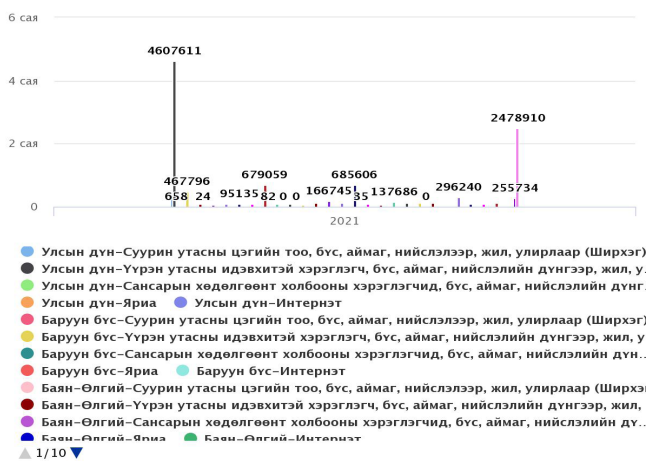 6 сая
4607611
4 сая
2478910
2 сая
467796 679059 685606
658 24 95135 82 0 0 166745 35 137686 0 296240 255734
0
2021
Улсын дүн-Суурин утасны цэгийн тоо, бүс, аймаг, нийслэлээр, жил, улирлаар (Ширхэг)
Улсын дүн-Үүрэн утасны идэвхитэй хэрэглэгч, бүс, аймаг, нийслэлийн дүнгээр, жил, у..
Улсын дүн-Сансарын хөдөлгөөнт холбооны хэрэглэгчид, бүс, аймаг, нийслэлийн дүнг..
Улсын дүн-Яриа Улсын дүн-Интернэт
Баруун бүс-Суурин утасны цэгийн тоо, бүс, аймаг, нийслэлээр, жил, улирлаар (Ширхэг)
Баруун бүс-Үүрэн утасны идэвхитэй хэрэглэгч, бүс, аймаг, нийслэлийн дүнгээр, жил, у
Баруун бүс-Сансарын хөдөлгөөнт холбооны хэрэглэгчид, бүс, аймаг, нийслэлийн дүн...
Баруун бүс-Яриа Баруун бүс-Интернэт
Баян-Өлгий-Суурин утасны цэгийн тоо, бүс, аймаг, нийслэлээр, жил, улирлаар (Ширхэ
Баян-Өлгий-Үүрэн утасны идэвхитэй хэрэглэгч, бүс, аймаг, нийслэлийн дүнгээр, жил,
Баян-Өлгий-Сансарын хөдөлгөөнт холбооны хэрэглэгчид, бүс, аймаг, нийслэлийн дү...
Баян-Өлгий-Яриа Баян-Өлгий-Интернэт
1/10